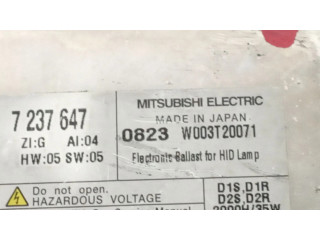 MITSUBISHI ELECTRIC
MADE IN JAPAN
7 237 647
0823 W003T20071
ZI:G AI:04
HW:05 SW:05
Electronic Ballast for HID Lamp
Do not open.
HAZARDOUS VOLTAGE
D1S,D1R
D2S,D2R